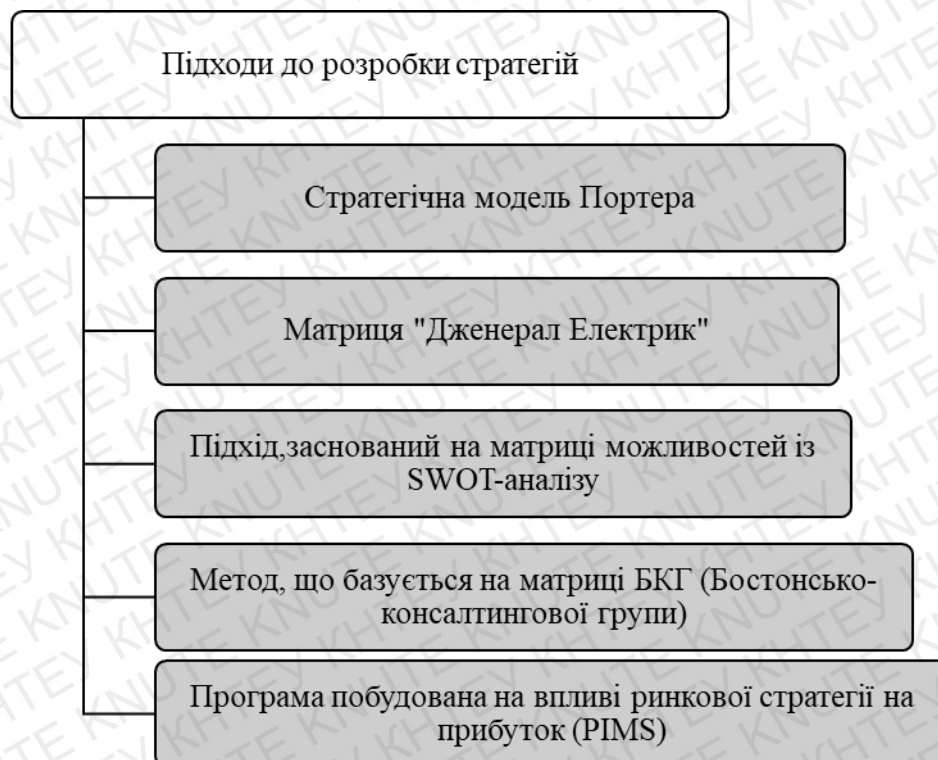 Підходи до розробки стратегій
Стратегічна модель Портера
Матриця "Дженерал Електрик"
Підхід,заснований на матриці можливостей із
SWOT-аналізу
Метод, що базується на матриці БКГ (Бостонсько-
консалтингової групи)
Програма побудована на впливі ринкової стратегії на
прибуток (PIMS)